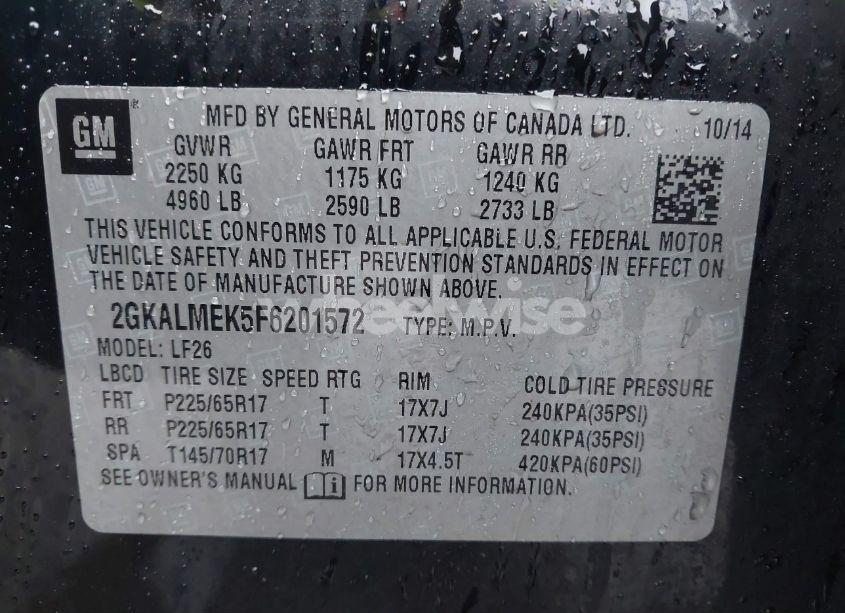 GM
MFD BY GENERAL MOTORS OF CANADA LTD. 10/14
GVWR GAWR FRT GAWR RR
2250 KG 1175 KG 1240 KG
4960 LB 2590 LB 2733 LB
THIS VEHICLE CONFORMS TO ALL APPLICABLE U.S. FEDERAL MOTOR
VEHICLE SAFETY AND THEFT PREVENTION STANDARDS IN EFFECT ON
THE DATE OF MANUFACTURE SHOWN ABOVE.
2GKALMEK5F6201572 TYPE: M.P.V.
MODEL: LF26
LBCD TIRE SIZE SPEED RTG RIM COLD TIRE PRESSURE
FRT P225/65R17 T 17X7J 240KPA(35PSI)
RR P225/65R17 T 17X7J 240KPA(35PSI)
SPA T145/70R17 M 17X4.5T 420KPA(60PSI)
SEE OWNER'S MANUAL i FOR MORE INFORMATION.